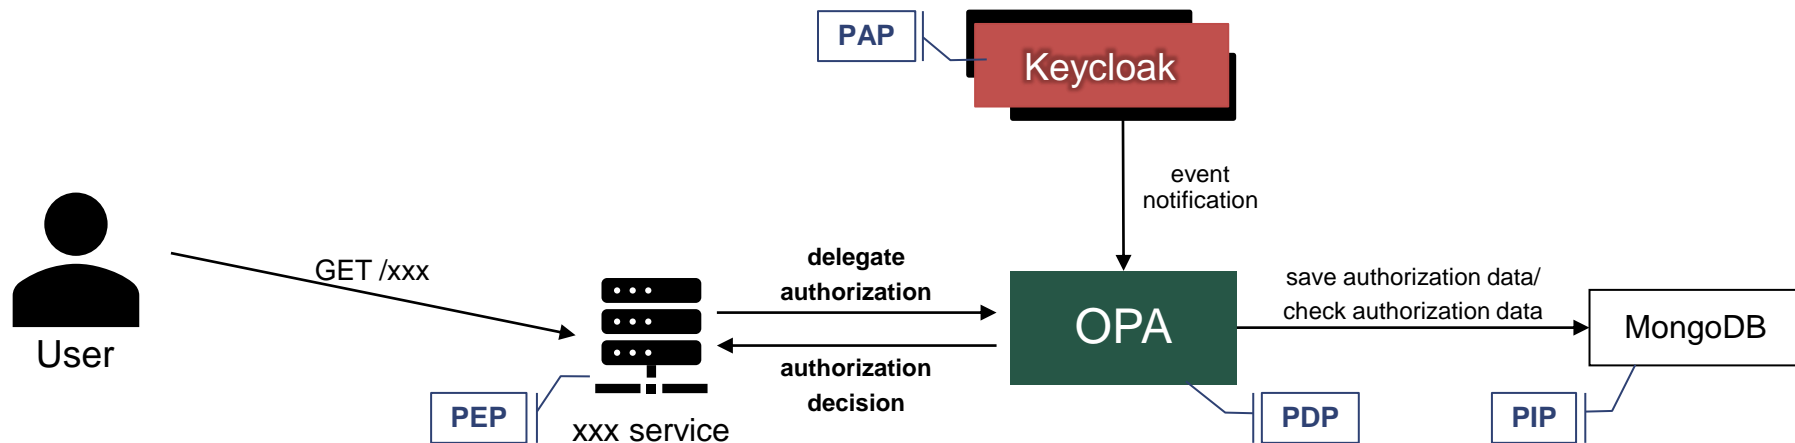 PAP
Keycloak
event
notification
User
GET /xxx
delegate
authorization
authorization
decision
PEP
xxx service
OPA
PDP
save authorization data/
check authorization data
MongoDB
PIP